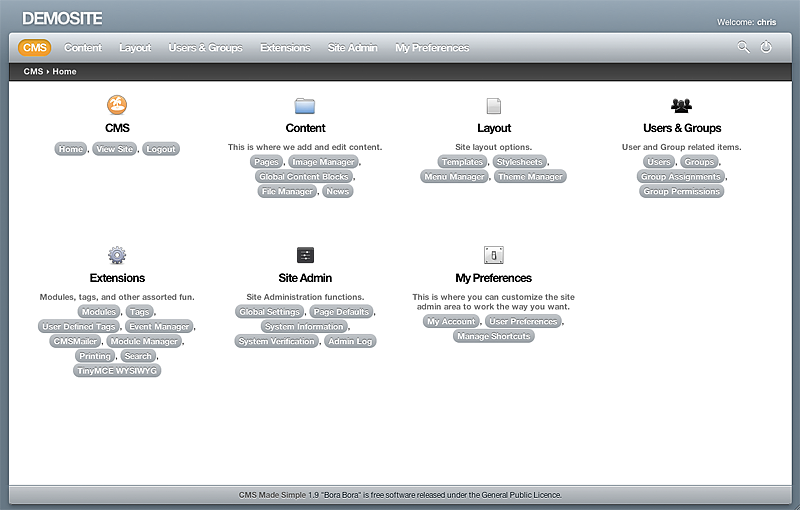 DEMOSITE
Welcome: chris
CMS Content Layout Users & Groups Extensions Site Admin My Preferences
CMS › Home
CMS
Home, View Site, Logout
Content
This is where we add and edit content.
Pages, Image Manager,
Global Content Blocks,
File Manager, News
Layout
Site layout options.
Templates, Stylesheets,
Menu Manager, Theme Manager
Users & Groups
User and Group related items.
Users, Groups,
Group Assignments,
Group Permissions
Extensions
Modules, tags, and other assorted fun.
Modules, Tags,
User Defined Tags, Event Manager,
CMSMailer, Module Manager,
Printing, Search,
TinyMCE WYSIWYG
Site Admin
Site Administration functions.
Global Settings, Page Defaults,
System Information,
System Verification, Admin Log
My Preferences
This is where you can customize the site
admin area to work the way you want.
My Account, User Preferences,
Manage Shortcuts
CMS Made Simple 1.9 "Bora Bora" is free software released under the General Public Licence.